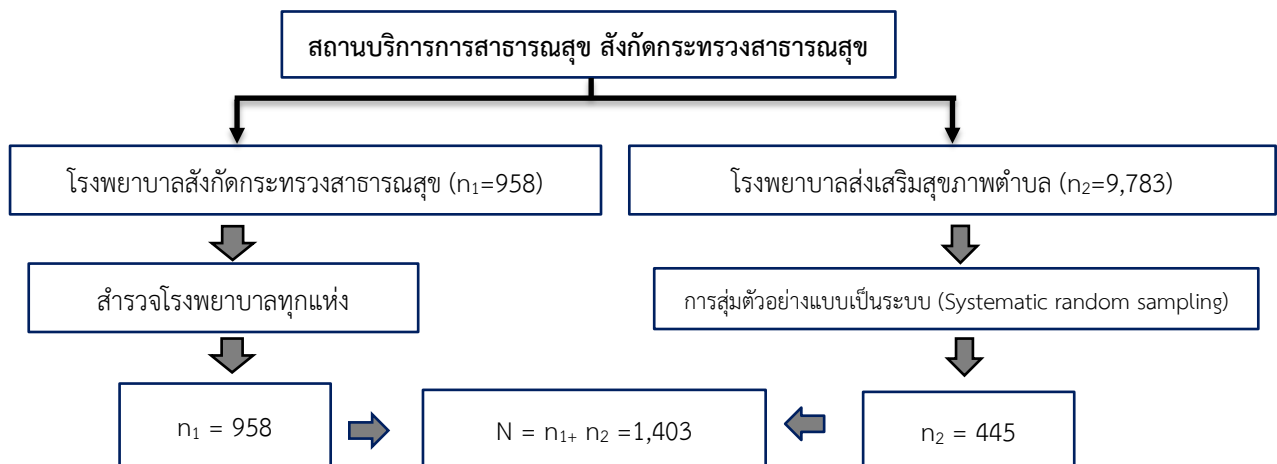 สถานบริการการสาธารณสุข สังกัดกระทรวงสาธารณสุข
โรงพยาบาลสังกัดกระทรวงสาธารณสุข (n₁=958)
โรงพยาบาลส่งเสริมสุขภาพตำบล (n₂=9,783)
สำรวจโรงพยาบาลทุกแห่ง
การสุ่มตัวอย่างแบบเป็นระบบ (Systematic random sampling)
n₁ = 958
N = n₁₊ n₂ =1,403
n₂ = 445